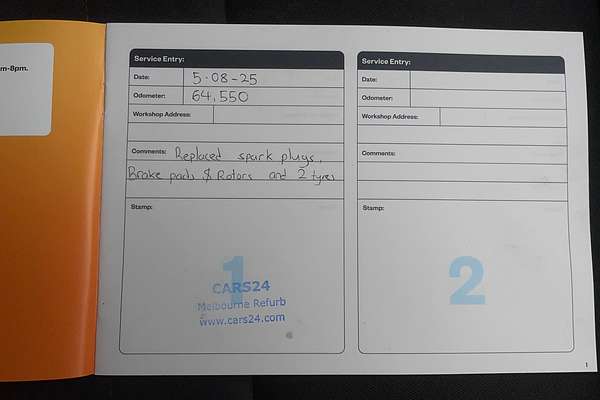 m-8pm.
Service Entry:
Date: 5-08-25
Odometer: 64,550
Workshop Address:
Comments: Replaced spark plugs,
Brake pads & Rotors and 2 tyres
Stamp:
1
CARS24
Melbourne Refurb
www.cars24.com
Service Entry:
Date:
Odometer:
Workshop Address:
Comments:
Stamp:
2
1